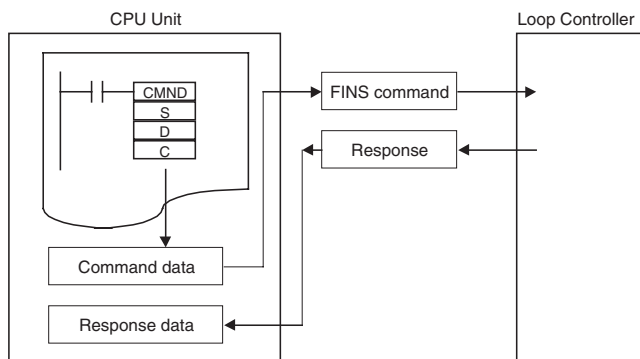 CPU Unit
Loop Controller
CMND
S
D
C
FINS command
Response
Command data
Response data